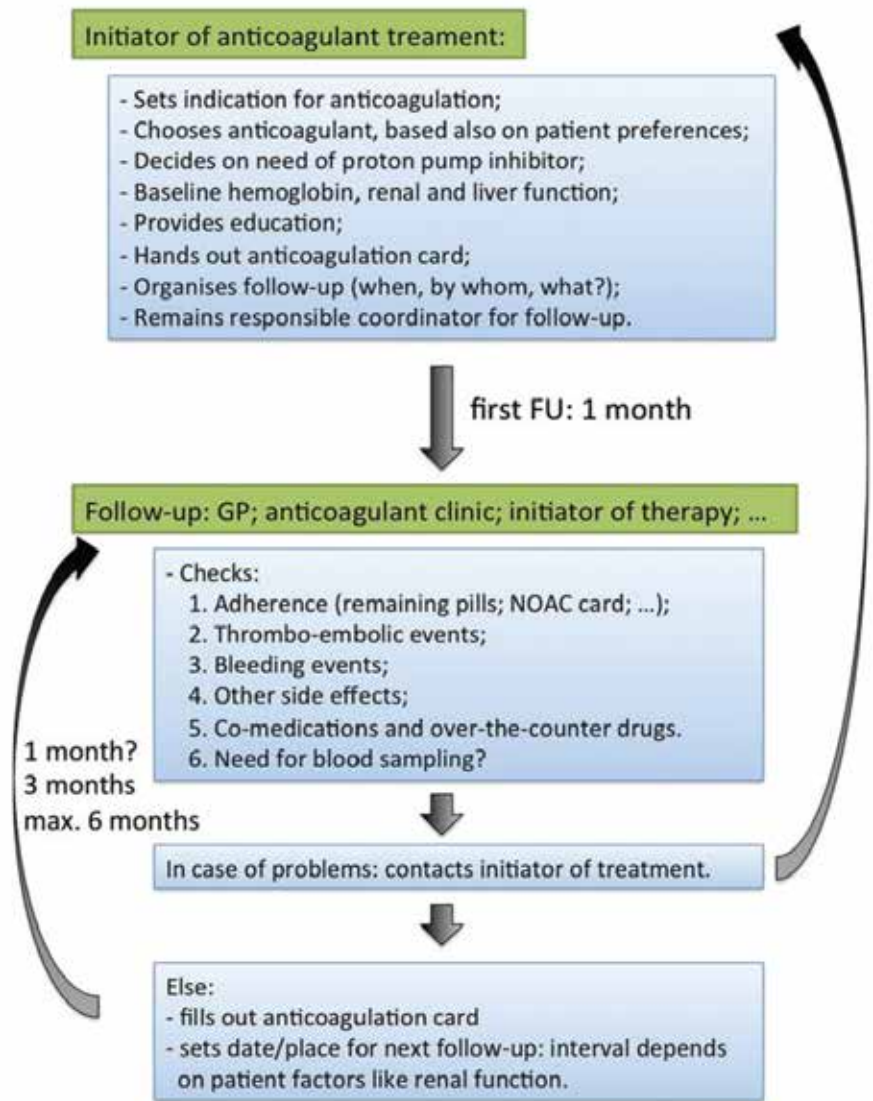 Initiator of anticoagulant treament:
- Sets indication for anticoagulation;
- Chooses anticoagulant, based also on patient preferences;
- Decides on need of proton pump inhibitor;
- Baseline hemoglobin, renal and liver function;
- Provides education;
- Hands out anticoagulation card;
- Organises follow-up (when, by whom, what?);
- Remains responsible coordinator for follow-up.
first FU: 1 month
Follow-up: GP; anticoagulant clinic; initiator of therapy; ...
- Checks:
1. Adherence (remaining pills; NOAC card; ...);
2. Thrombo-embolic events;
3. Bleeding events;
4. Other side effects;
5. Co-medications and over-the-counter drugs.
6. Need for blood sampling?
1 month?
3 months
max. 6 months
In case of problems: contacts initiator of treatment.
Else:
- fills out anticoagulation card
- sets date/place for next follow-up: interval depends
on patient factors like renal function.